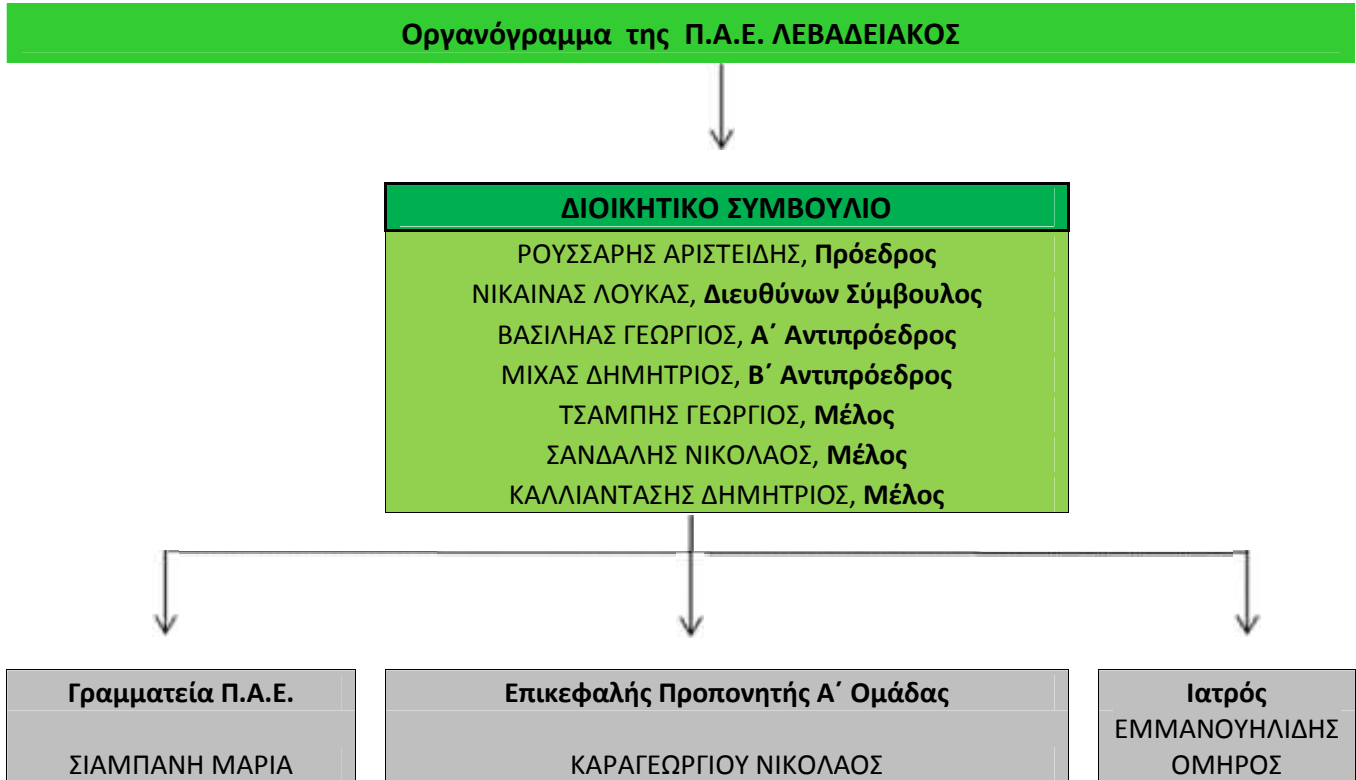 Οργανόγραμμα της Π.Α.Ε. ΛΕΒΑΔΕΙΑΚΟΣ
ΔΙΟΙΚΗΤΙΚΟ ΣΥΜΒΟΥΛΙΟ
ΡΟΥΣΣΑΡΗΣ ΑΡΙΣΤΕΙΔΗΣ, Πρόεδρος
ΝΙΚΑΙΝΑΣ ΛΟΥΚΑΣ, Διευθύνων Σύμβουλος
ΒΑΣΙΛΗΑΣ ΓΕΩΡΓΙΟΣ, Α΄ Αντιπρόεδρος
ΜΙΧΑΣ ΔΗΜΗΤΡΙΟΣ, Β΄ Αντιπρόεδρος
ΤΣΑΜΠΗΣ ΓΕΩΡΓΙΟΣ, Μέλος
ΣΑΝΔΑΛΗΣ ΝΙΚΟΛΑΟΣ, Μέλος
ΚΑΛΛΙΑΝΤΑΣΗΣ ΔΗΜΗΤΡΙΟΣ, Μέλος
Γραμματεία Π.Α.Ε.
ΣΙΑΜΠΑΝΗ ΜΑΡΙΑ
Επικεφαλής Προπονητής Α΄ Ομάδας
ΚΑΡΑΓΕΩΡΓΙΟΥ ΝΙΚΟΛΑΟΣ
Ιατρός
ΕΜΜΑΝΟΥΗΛΙΔΗΣ
ΟΜΗΡΟΣ